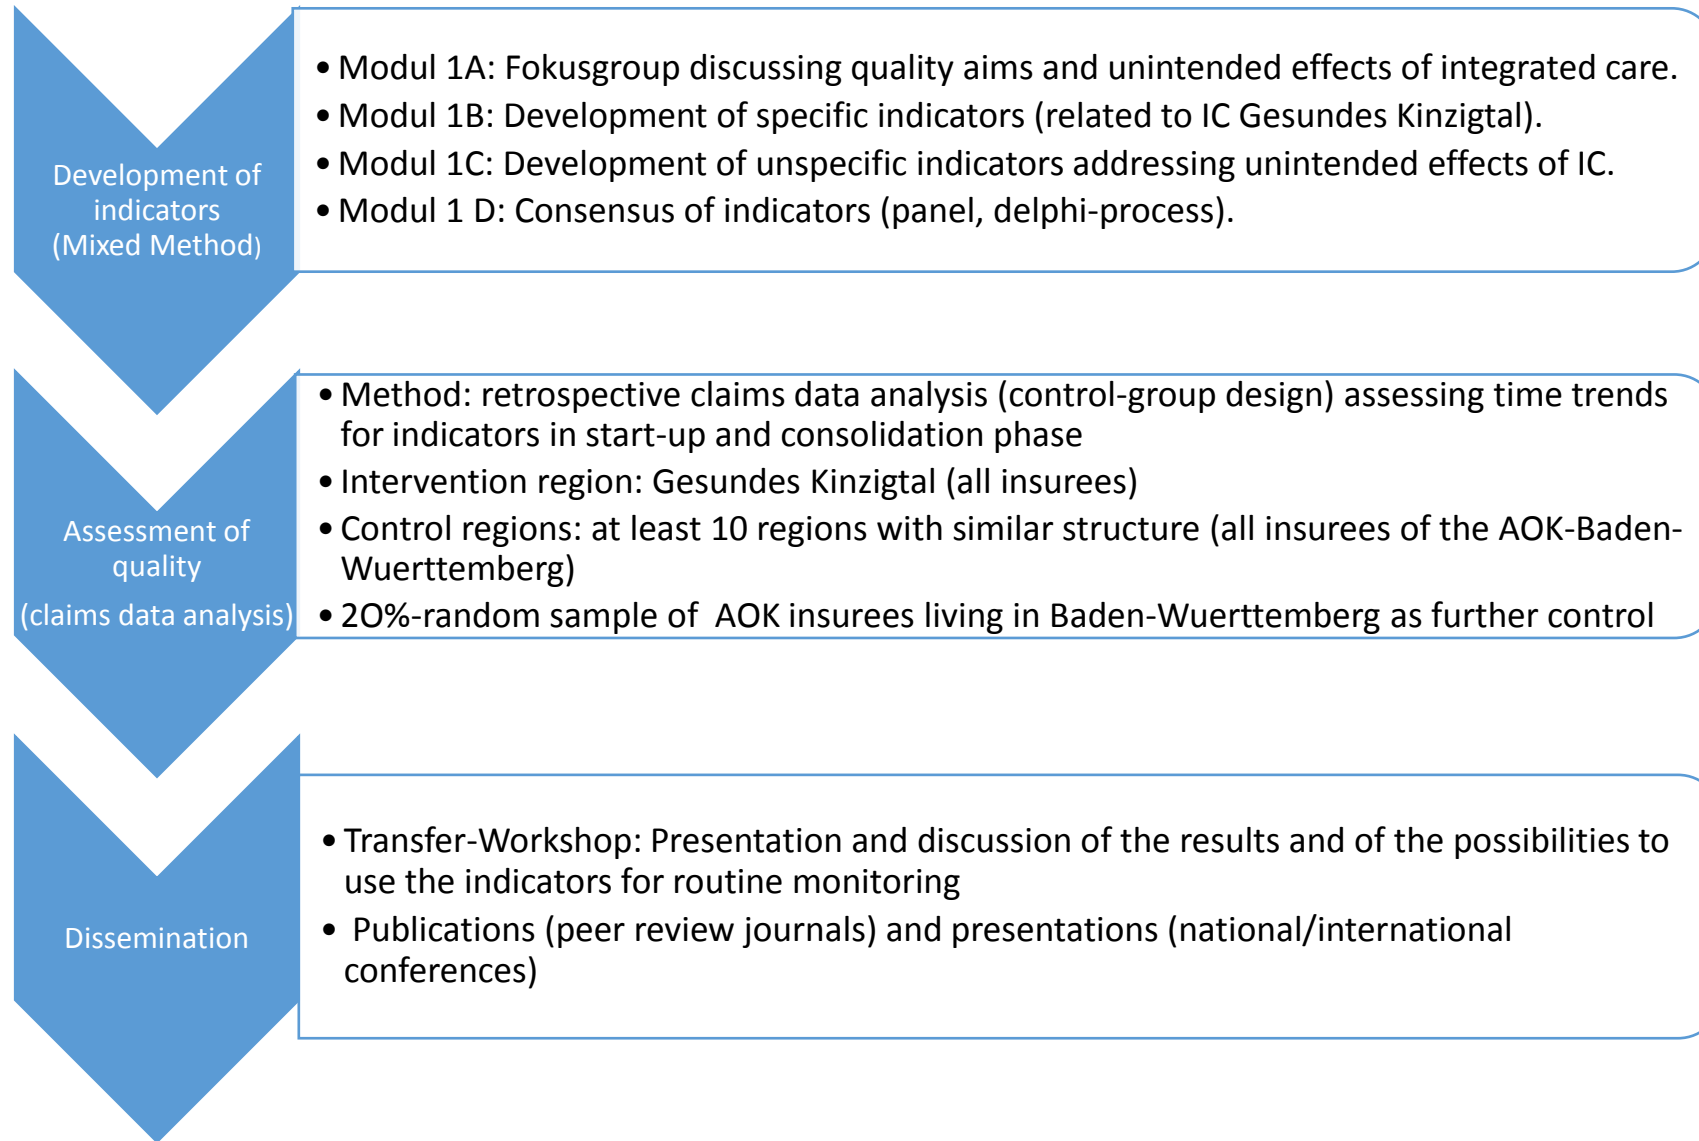 Development of
indicators
(Mixed Method)
• Modul 1A: Fokusgroup discussing quality aims and unintended effects of integrated care.
• Modul 1B: Development of specific indicators (related to IC Gesundes Kinzigtal).
• Modul 1C: Development of unspecific indicators addressing unintended effects of IC.
• Modul 1 D: Consensus of indicators (panel, delphi-process).
Assessment of
quality
(claims data analysis)
• Method: retrospective claims data analysis (control-group design) assessing time trends
for indicators in start-up and consolidation phase
• Intervention region: Gesundes Kinzigtal (all insurees)
• Control regions: at least 10 regions with similar structure (all insurees of the AOK-Baden-
Wuerttemberg)
• 2O%-random sample of  AOK insurees living in Baden-Wuerttemberg as further control
Dissemination
• Transfer-Workshop: Presentation and discussion of the results and of the possibilities to
use the indicators for routine monitoring
•  Publications (peer review journals) and presentations (national/international
conferences)